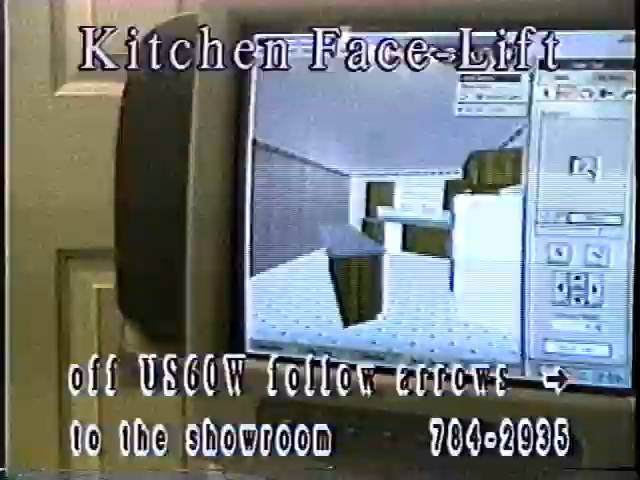 Kitchen Face-Lift
off US60W follow arrows →
to the showroom 784-2935